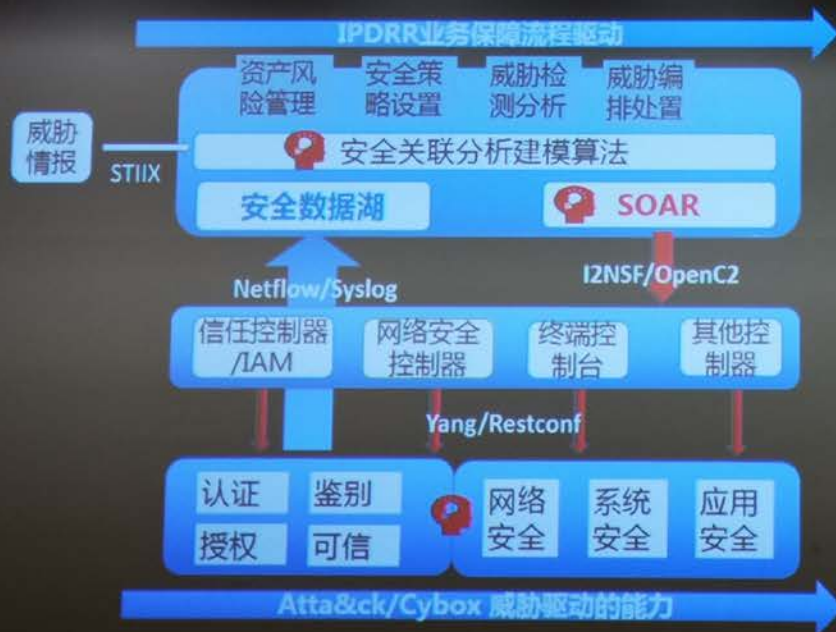 IPDRR业务保障流程驱动
资产风
险管理
安全策
略设置
威胁检
测分析
威胁编
排处置
威胁
情报
STIIX
安全关联分析建模算法
安全数据湖
SOAR
Netflow/Syslog
I2NSF/OpenC2
信任控制器
/IAM
网络安全
控制器
终端控
制台
其他控
制器
Yang/Restconf
认证
鉴别
授权
可信
网络
安全
系统
安全
应用
安全
Atta&ck/Cybox 威胁驱动的能力